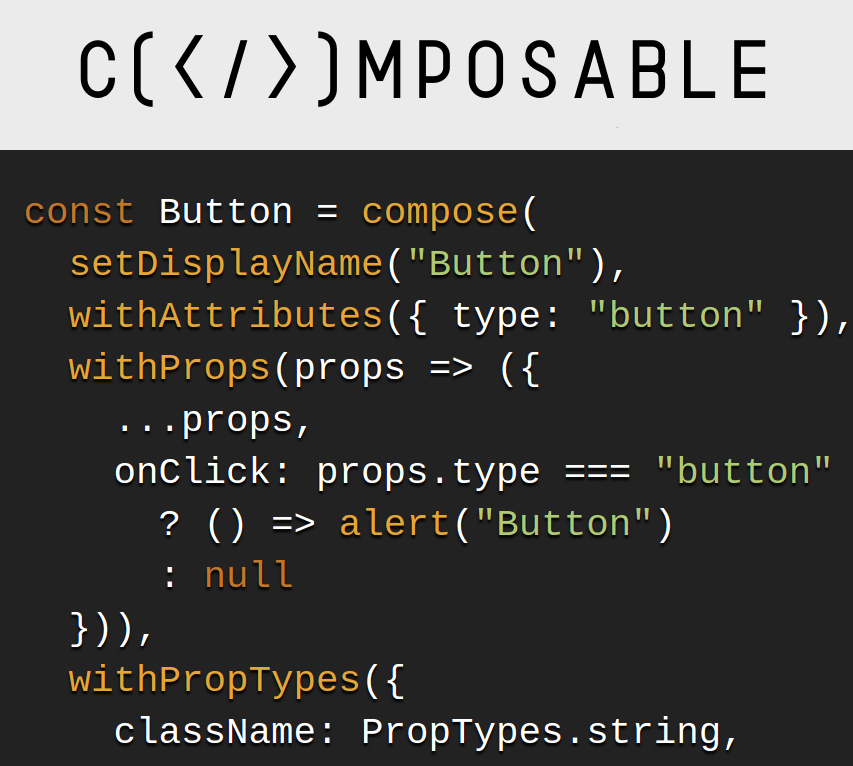 C(</>)MPOSABLE
const Button = compose(
  setDisplayName("Button"),
  withAttributes({ type: "button" }),
  withProps(props => ({
    ...props,
    onClick: props.type === "button"
      ? () => alert("Button")
      : null
  })),
  withPropTypes({
    className: PropTypes.string,